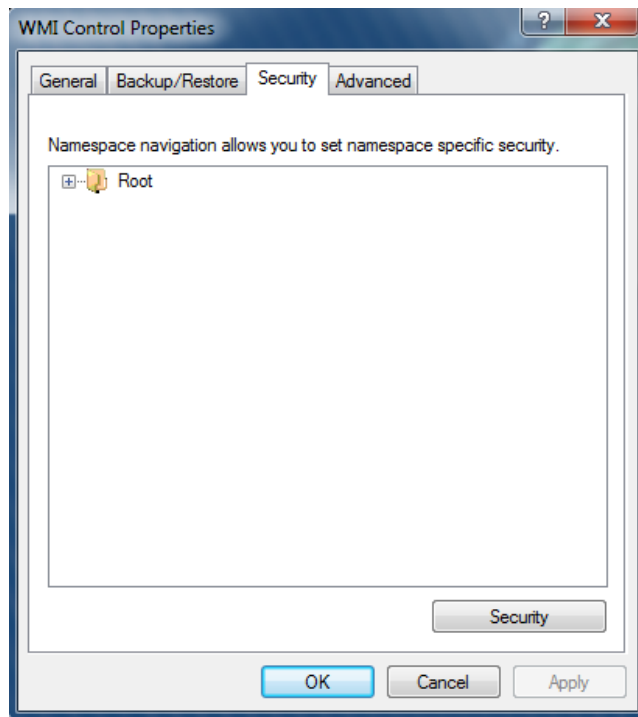 WMI Control Properties
General Backup/Restore Security Advanced
Namespace navigation allows you to set namespace specific security.
Root
Security
OK Cancel Apply